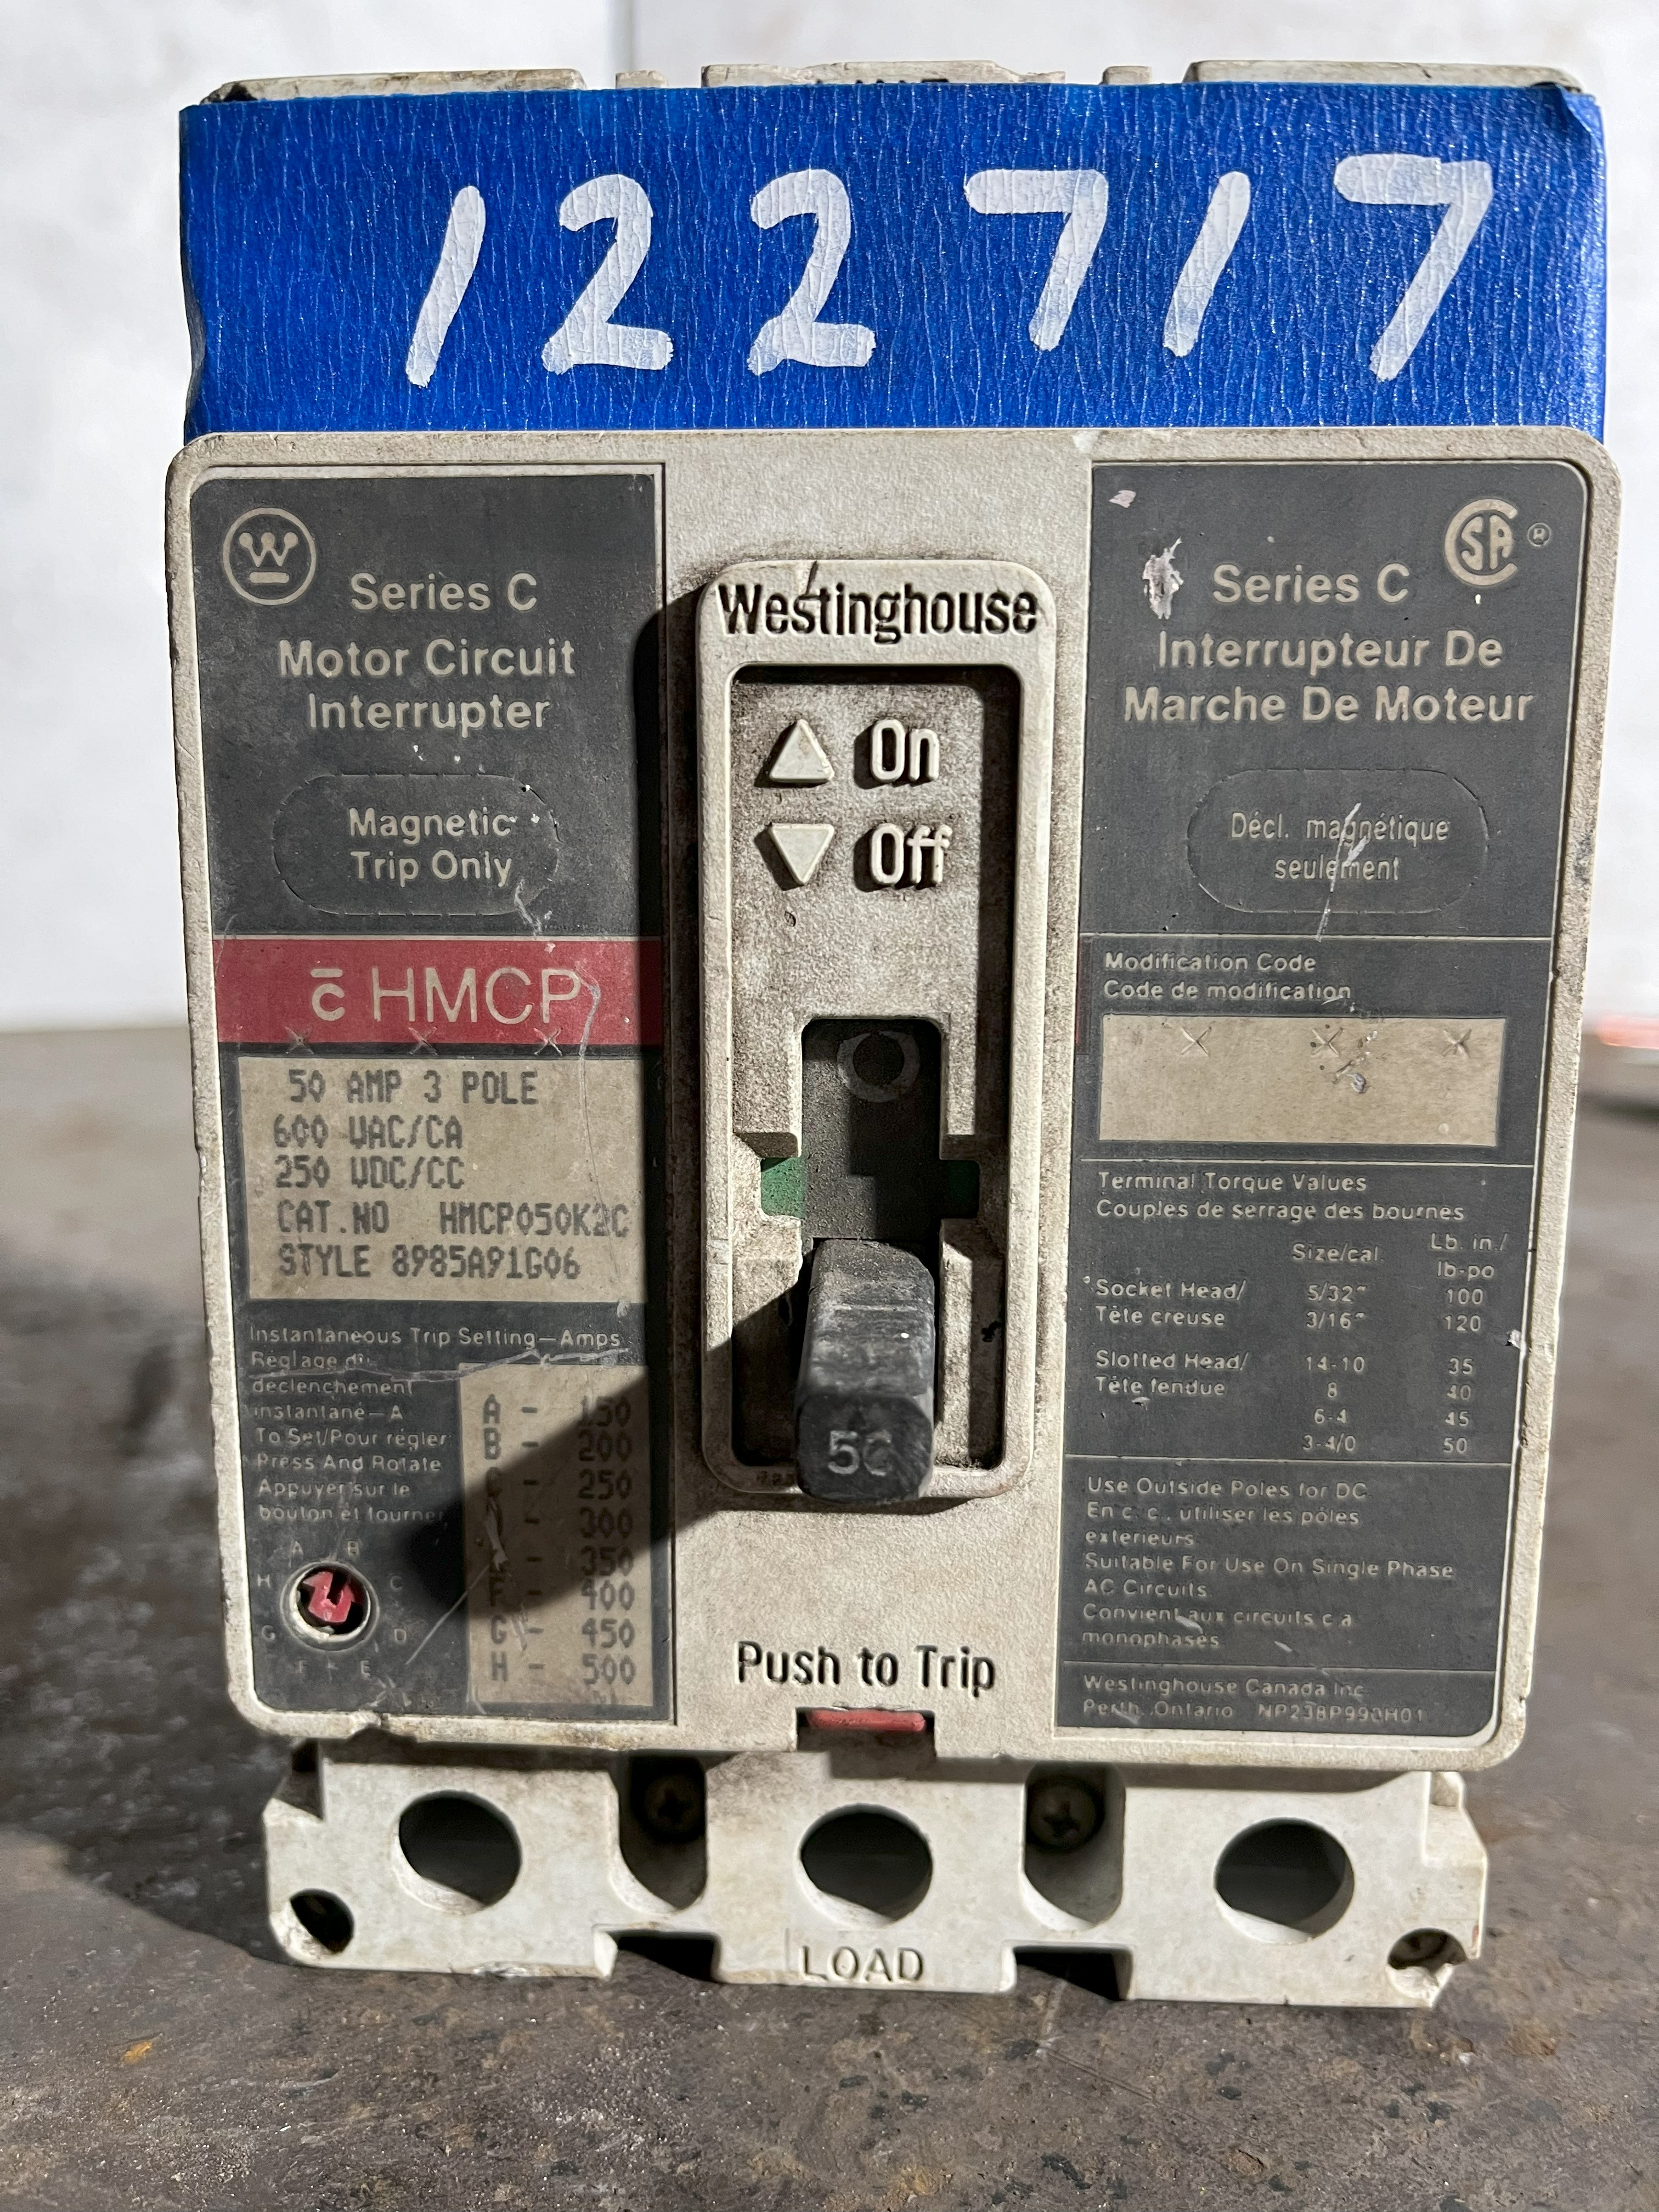 122717
W
Series C
Motor Circuit
Interrupter
Magnetic
Trip Only
c̄ HMCP
50 AMP 3 POLE
600 VAC/CA
250 VDC/CC
CAT.NO HMCP050K2C
STYLE 8985A91G06
Instantaneous Trip Setting—Amps
Réglage du
declenchement
instantané—A
To Set/Pour régler
Press And Rotate
Appuyer sur le
bouton et tourner
A B C D E F G H
A - 150
B - 200
C - 250
- 300
- 350
F - 400
G - 450
H - 500
Westinghouse
On
Off
50
Push to Trip
LOAD
CSA ®
Series C
Interrupteur De
Marche De Moteur
Décl. magnétique
seulement
Modification Code
Code de modification
Terminal Torque Values
Couples de serrage des bournes
Size/cal. Lb. in./
lb-po
Socket Head/ 5/32" 100
Tête creuse 3/16" 120
Slotted Head/ 14-10 35
Tête fendue 8 40
6-4 45
3-4/0 50
Use Outside Poles for DC
En c. c., utiliser les pôles
exterieurs
Suitable For Use On Single Phase
AC Circuits
Convient aux circuits c.a.
monophasés
Westinghouse Canada Inc
Perth, Ontario NP238P990H01